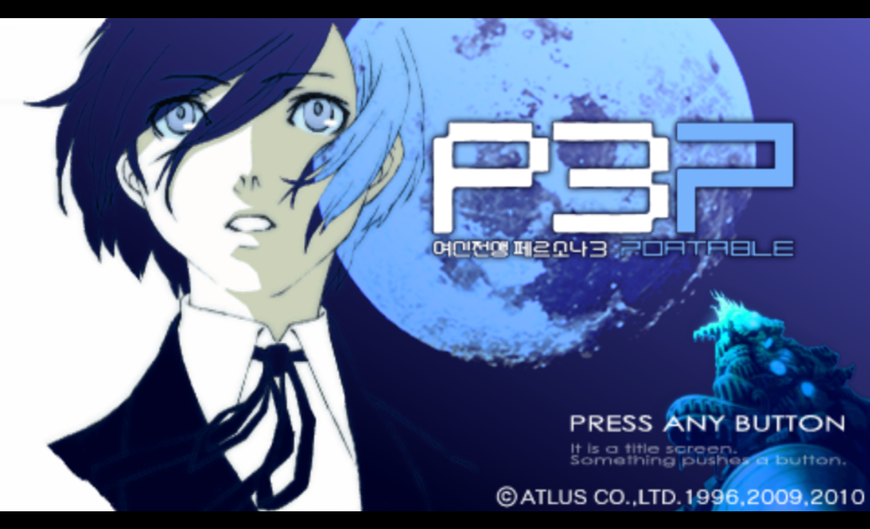 P3P
여신전생 페르소나3 PORTABLE
PRESS ANY BUTTON
It is a title screen.
Something pushes a button.
©ATLUS CO.,LTD.1996,2009,2010